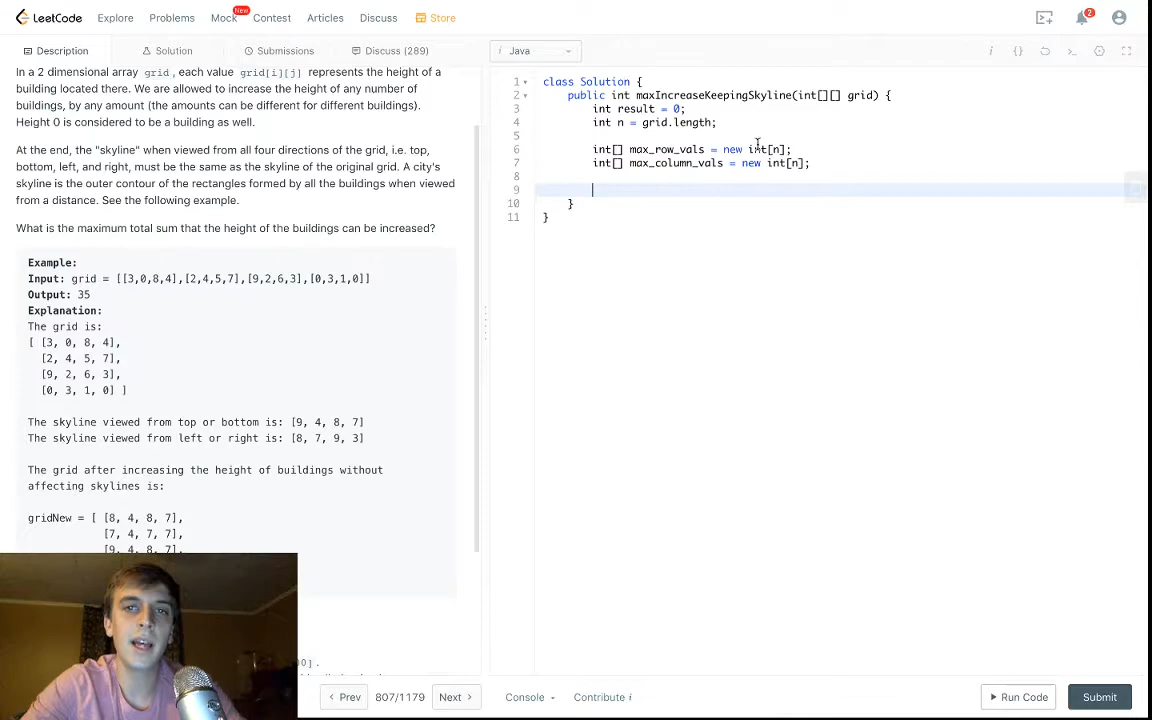 LeetCode Explore Problems Mock New Contest Articles Discuss Store 2
Description Solution Submissions Discuss (289)
i Java i {}
In a 2 dimensional array grid, each value grid[i][j] represents the height of a
building located there. We are allowed to increase the height of any number of
buildings, by any amount (the amounts can be different for different buildings).
Height 0 is considered to be a building as well.
At the end, the "skyline" when viewed from all four directions of the grid, i.e. top,
bottom, left, and right, must be the same as the skyline of the original grid. A city's
skyline is the outer contour of the rectangles formed by all the buildings when viewed
from a distance. See the following example.
What is the maximum total sum that the height of the buildings can be increased?
Example:
Input: grid = [[3,0,8,4],[2,4,5,7],[9,2,6,3],[0,3,1,0]]
Output: 35
Explanation:
The grid is:
[ [3, 0, 8, 4],
[2, 4, 5, 7],
[9, 2, 6, 3],
[0, 3, 1, 0] ]
The skyline viewed from top or bottom is: [9, 4, 8, 7]
The skyline viewed from left or right is: [8, 7, 9, 3]
The grid after increasing the height of buildings without
affecting skylines is:
gridNew = [ [8, 4, 8, 7],
[7, 4, 7, 7],
[9, 4, 8, 7],
00].
1 class Solution {
2 public int maxIncreaseKeepingSkyline(int[][] grid) {
3 int result = 0;
4 int n = grid.length;
5
6 int[] max_row_vals = new int[n];
7 int[] max_column_vals = new int[n];
8
9
10 }
11 }
Prev 807/1179 Next Console Contribute i Run Code Submit